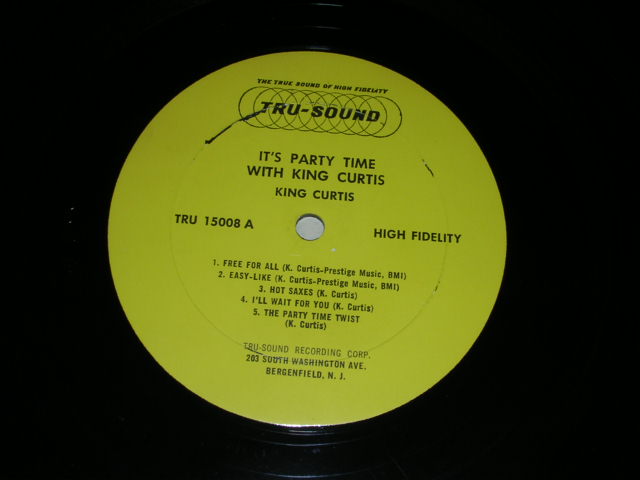 THE TRUE SOUND OF HIGH FIDELITY
TRU-SOUND
IT'S PARTY TIME
WITH KING CURTIS
KING CURTIS
TRU 15008 A
HIGH FIDELITY
1. FREE FOR ALL (K. Curtis-Prestige Music, BMI)
2. EASY-LIKE (K. Curtis-Prestige Music, BMI)
3. HOT SAXES (K. Curtis)
4. I'LL WAIT FOR YOU (K. Curtis)
5. THE PARTY TIME TWIST
(K. Curtis)
TRU-SOUND RECORDING CORP.
203 SOUTH WASHINGTON AVE.
BERGENFIELD, N. J.